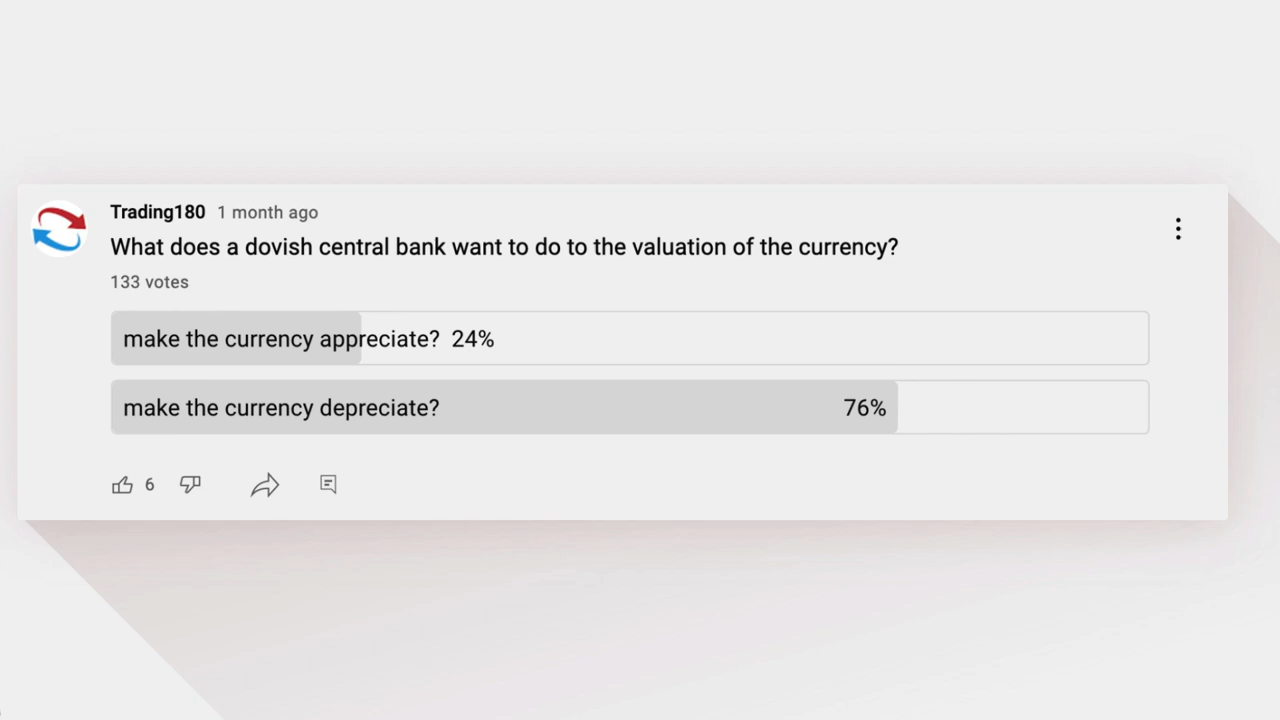 Trading180 1 month ago
What does a dovish central bank want to do to the valuation of the currency?
133 votes
make the currency appreciate? 24%
make the currency depreciate? 76%
6